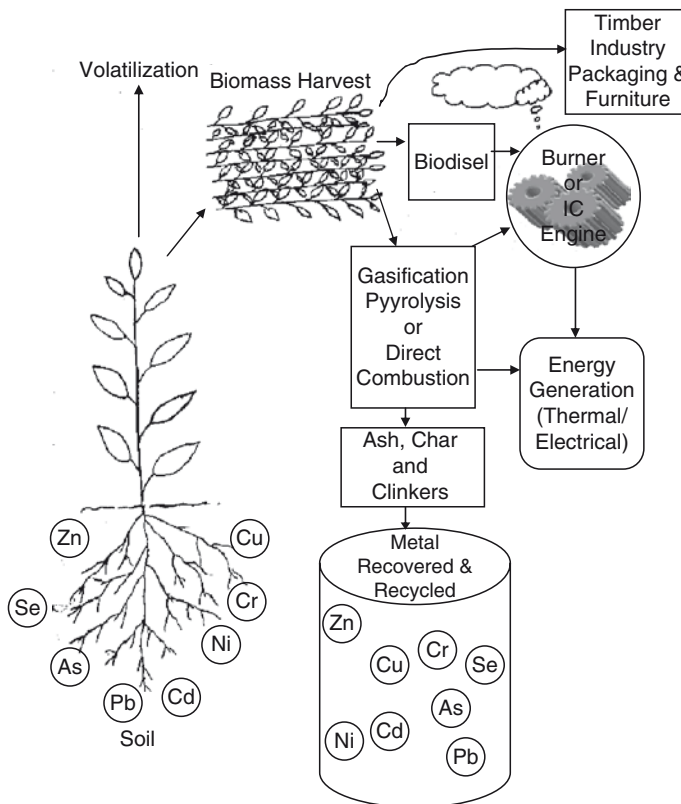 Timber
Industry
Packaging &
Furniture
Volatilization
Biomass Harvest
Biodisel
Burner
or
IC
Engine
Gasification
Pyyrolysis
or
Direct
Combustion
Energy
Generation
(Thermal/
Electrical)
Ash, Char
and
Clinkers
Zn
Cu
Se
Cr
As
Ni
Pb
Cd
Soil
Metal
Recovered &
Recycled
Zn
Cu
Cr
Se
As
Ni
Cd
Pb